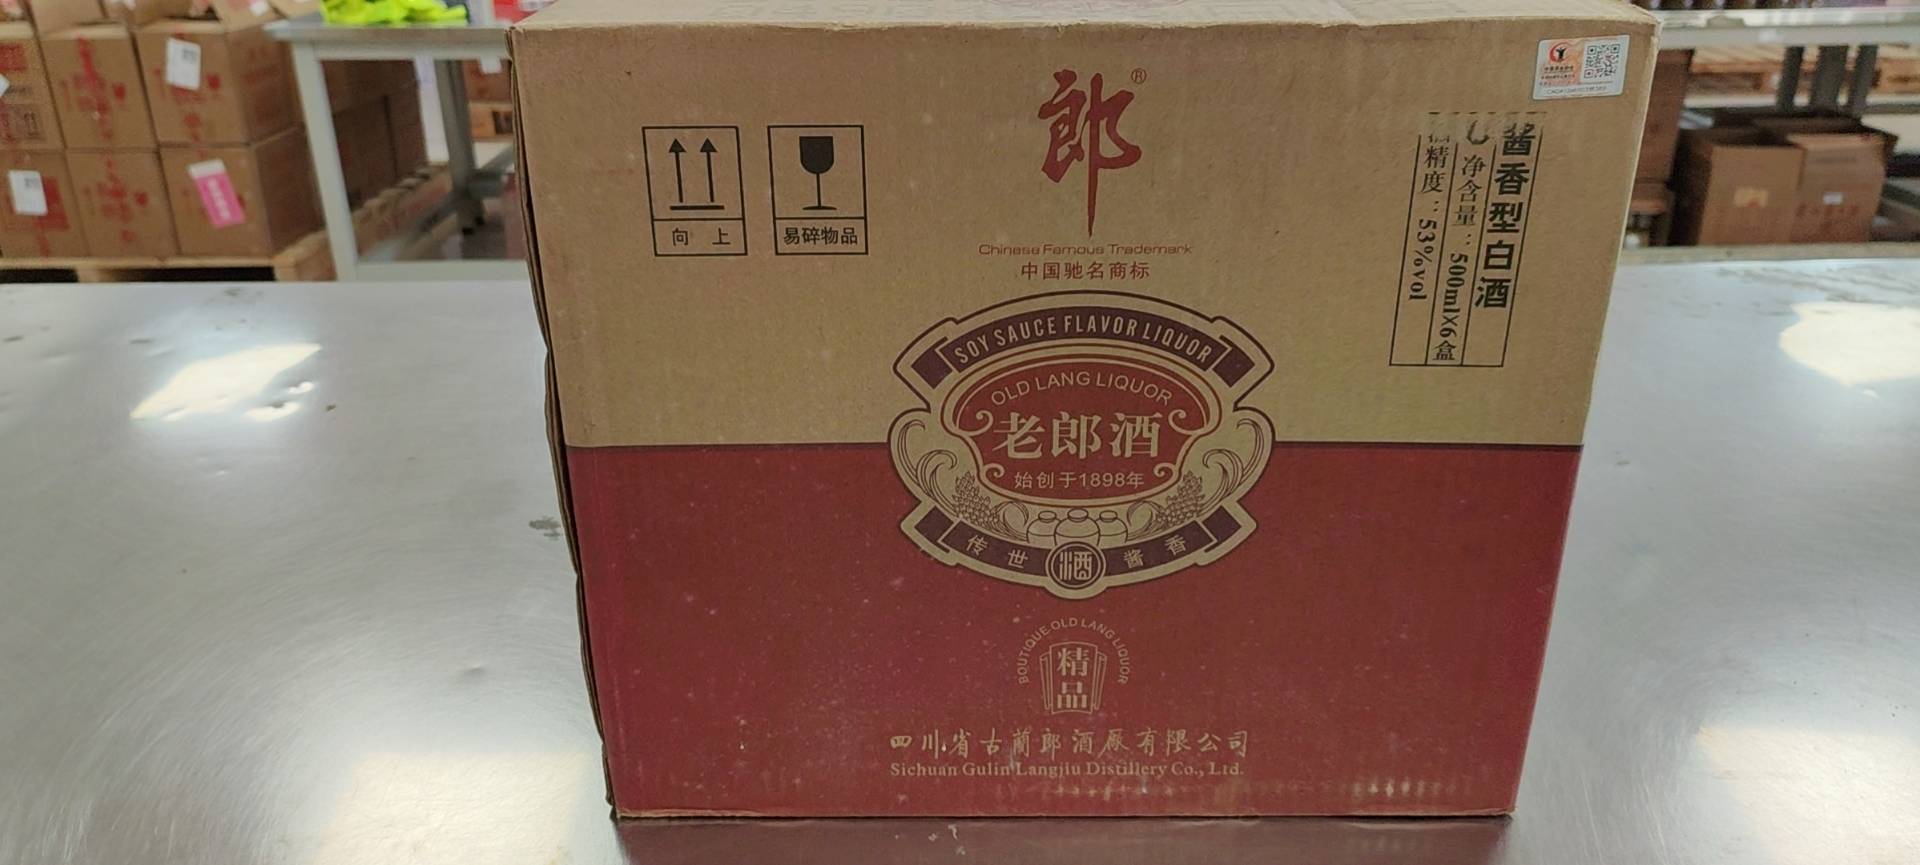 郎®
Chinese Famous Trademark
中国驰名商标
向 上
易碎物品
酱香型白酒
净含量：500ml×6盒
精度：53%vol
SOY SAUCE FLAVOR LIQUOR
OLD LANG LIQUOR
老郎酒
始创于1898年
传世 酒 酱香
BOUTIQUE OLD LANG LIQUOR
精品
四川省古蔺郎酒厂有限公司
Sichuan Gulin Langjiu Distillery Co., Ltd.